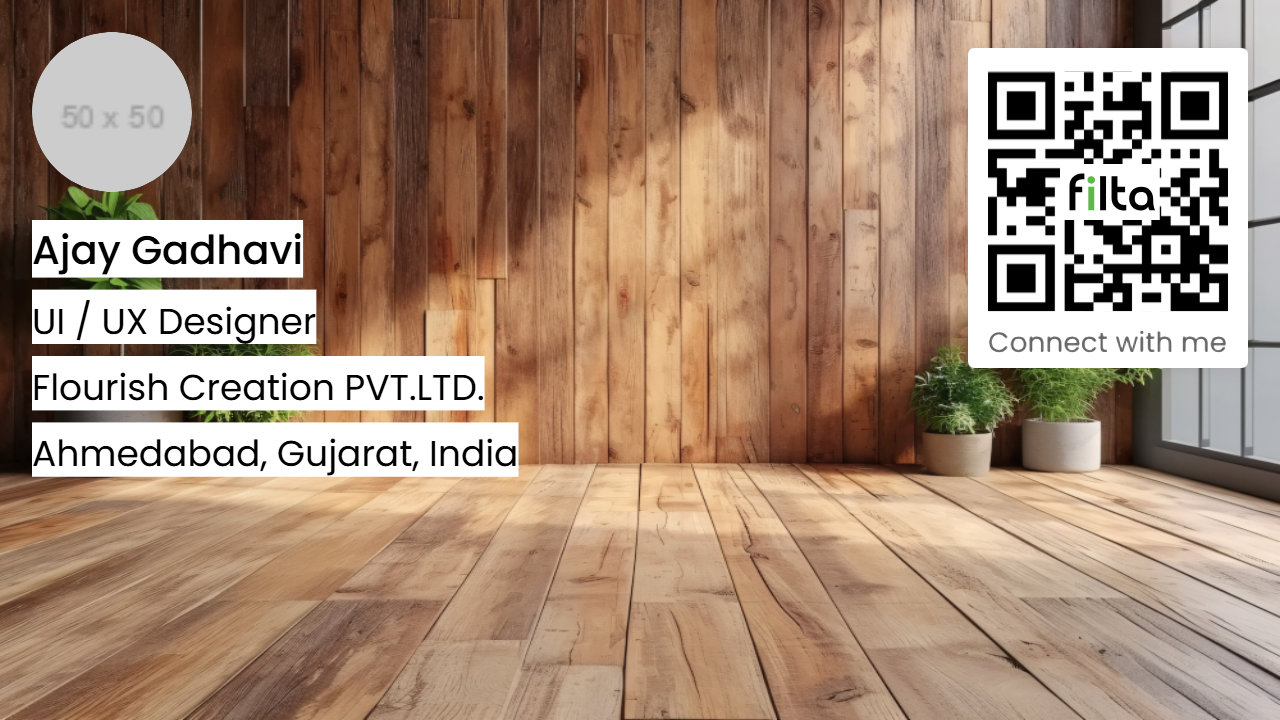 50 x 50
Ajay Gadhavi
UI / UX Designer
Flourish Creation PVT.LTD.
Ahmedabad, Gujarat, India
filta
Connect with me